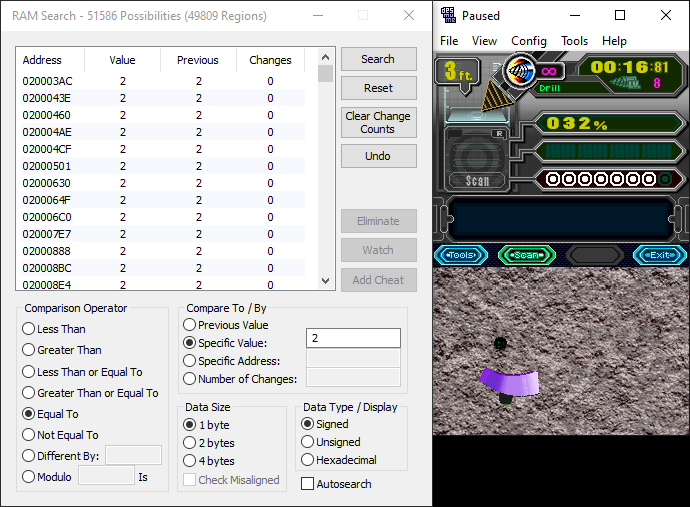 RAM Search - 51586 Possibilities (49809 Regions)
Address Value Previous Changes
020003AC 2 2 0
0200043E 2 2 0
02000460 2 2 0
020004AE 2 2 0
020004CF 2 2 0
02000501 2 2 0
02000630 2 2 0
0200064F 2 2 0
020006C0 2 2 0
020007E7 2 2 0
02000888 2 2 0
020008BC 2 2 0
020008E4 2 2 0
Search
Reset
Clear Change
Counts
Undo
Eliminate
Watch
Add Cheat
Comparison Operator
Less Than
Greater Than
Less Than or Equal To
Greater Than or Equal To
Equal To
Not Equal To
Different By:
Modulo Is
Compare To / By
Previous Value
Specific Value: 2
Specific Address:
Number of Changes:
Data Size
1 byte
2 bytes
4 bytes
Check Misaligned
Data Type / Display
Signed
Unsigned
Hexadecimal
Autosearch
Paused
File View Config Tools Help
3 ft.
∞
Drill
00:16:81
8
R
Scan
032%
Tools Scan Exit